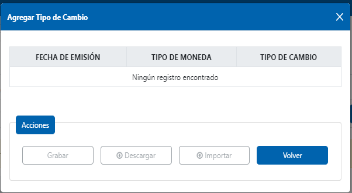 Agregar Tipo de Cambio
FECHA DE EMISIÓN TIPO DE MONEDA TIPO DE CAMBIO
Ningún registro encontrado
Acciones
Grabar Descargar Importar Volver